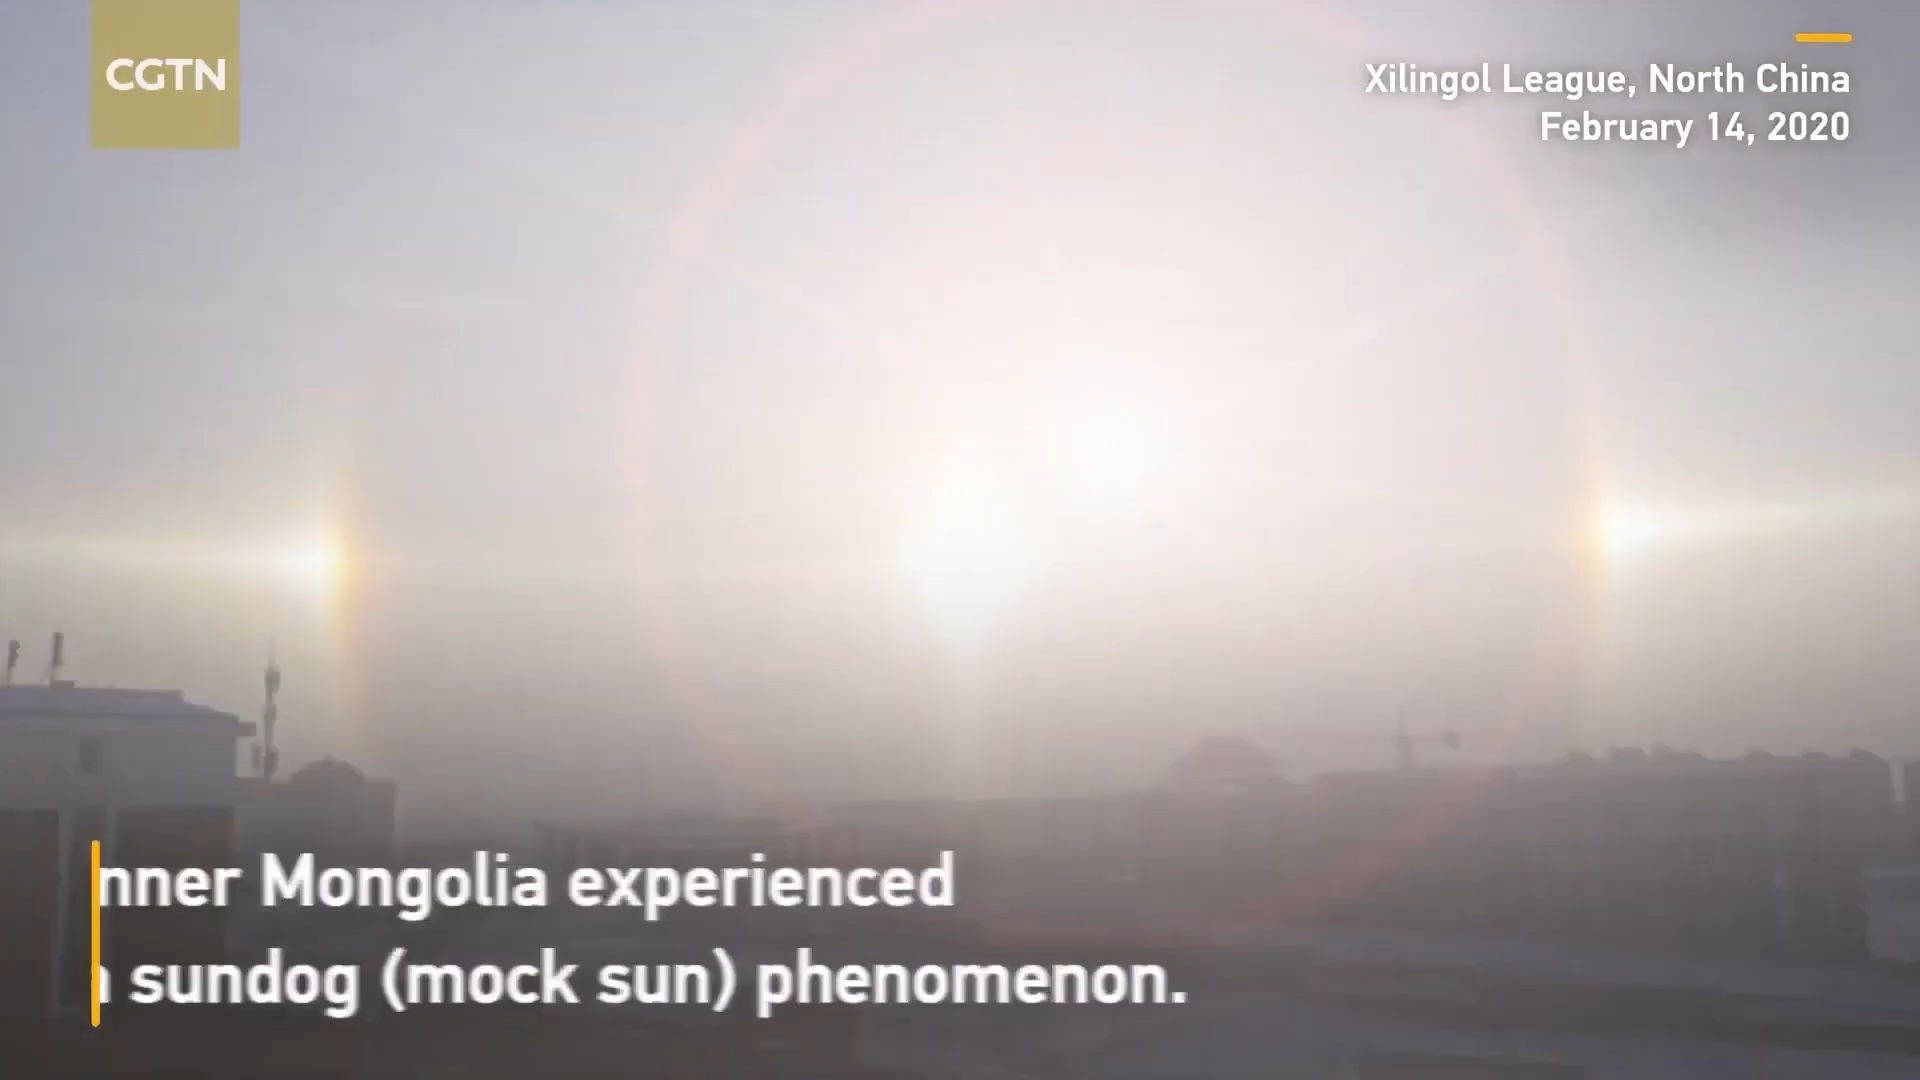 CGTN
Xilingol League, North China
February 14, 2020
nner Mongolia experienced
sundog (mock sun) phenomenon.